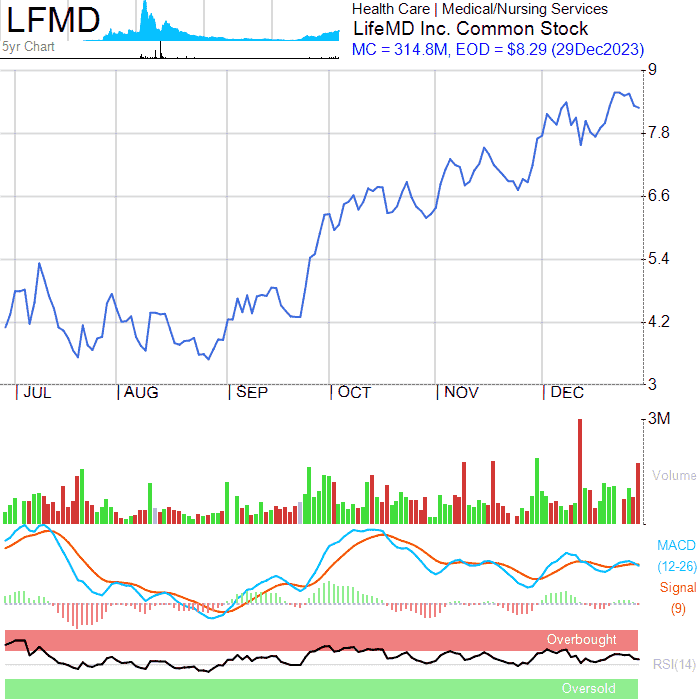 LFMD
5yr Chart
Health Care | Medical/Nursing Services
LifeMD Inc. Common Stock
MC = 314.8M, EOD = $8.29 (29Dec2023)
9
7.8
6.6
5.4
4.2
3
JUL AUG SEP OCT NOV DEC
3M
Volume
MACD
(12-26)
Signal
(9)
Overbought
RSI(14)
Oversold